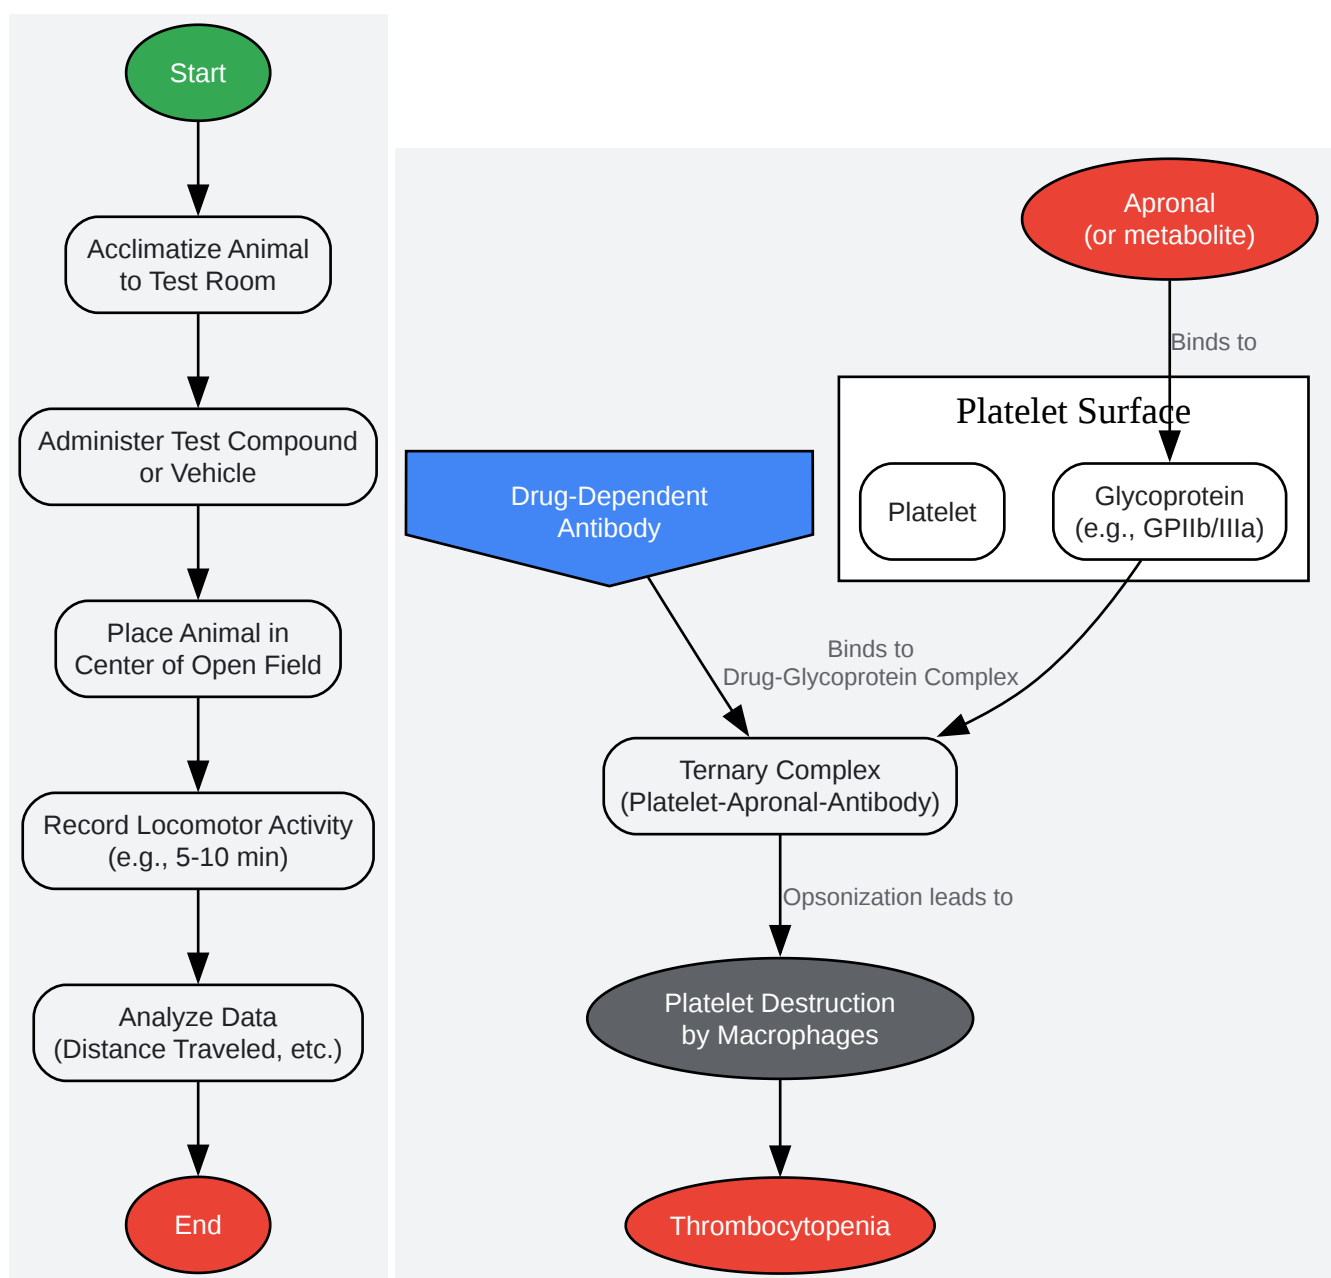 Start
Acclimatize Animal
to Test Room
Administer Test Compound
or Vehicle
Place Animal in
Center of Open Field
Record Locomotor Activity
(e.g., 5-10 min)
Analyze Data
(Distance Traveled, etc.)
End
Apronal
(or metabolite)
Binds to
Platelet Surface
Platelet
Glycoprotein
(e.g., GPIIb/IIIa)
Drug-Dependent
Antibody
Binds to
Drug-Glycoprotein Complex
Ternary Complex
(Platelet-Apronal-Antibody)
Opsonization leads to
Platelet Destruction
by Macrophages
Thrombocytopenia